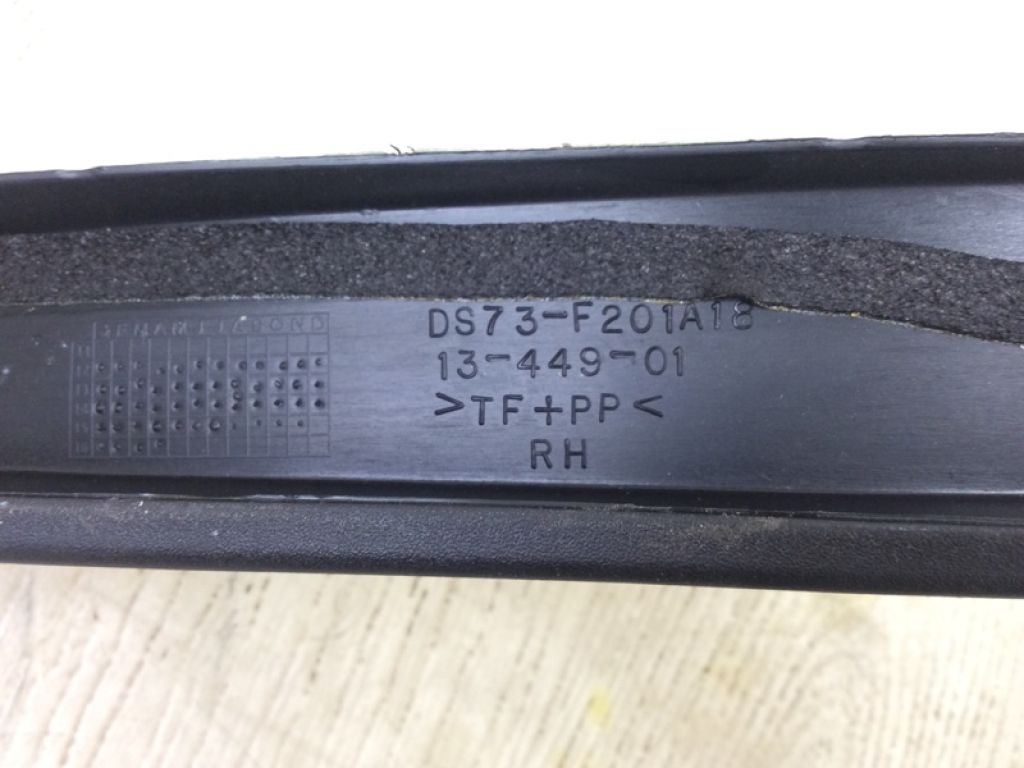 DS73-F201A18
13-449-01
>TF+PP<
RH